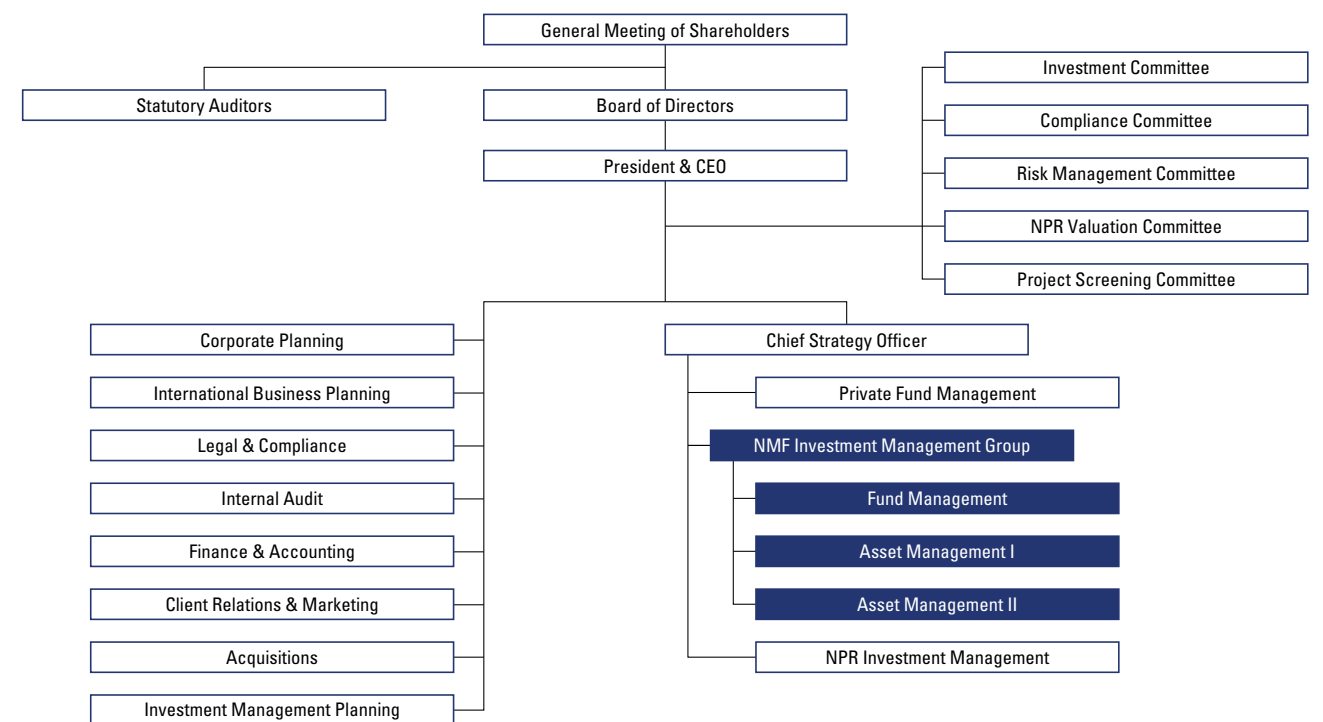 General Meeting of Shareholders
Statutory Auditors
Board of Directors
President & CEO
Investment Committee
Compliance Committee
Risk Management Committee
NPR Valuation Committee
Project Screening Committee
Corporate Planning
International Business Planning
Legal & Compliance
Internal Audit
Finance & Accounting
Client Relations & Marketing
Acquisitions
Investment Management Planning
Chief Strategy Officer
Private Fund Management
NMF Investment Management Group
Fund Management
Asset Management I
Asset Management II
NPR Investment Management